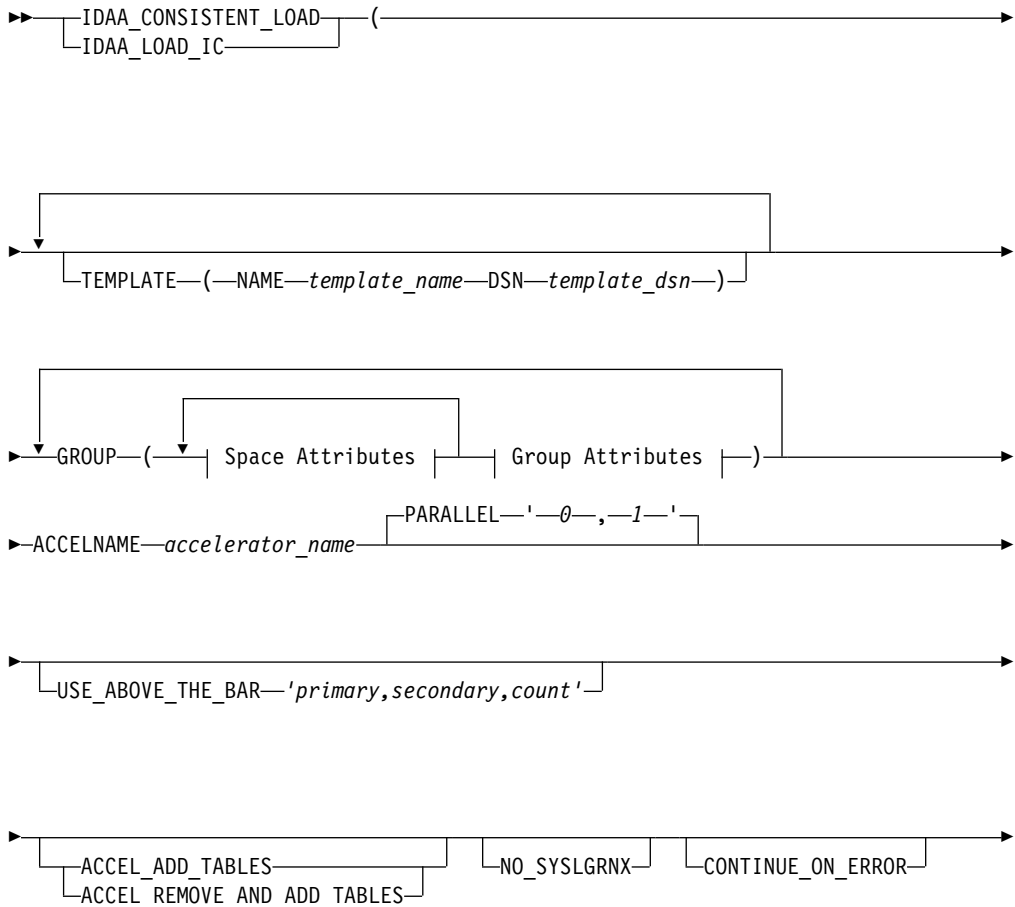 IDAA_CONSISTENT_LOAD (
IDAA_LOAD_IC
TEMPLATE ( NAME template_name DSN template_dsn )
GROUP ( Space Attributes Group Attributes )
PARALLEL ' 0 , 1 '
ACCELNAME accelerator_name
USE_ABOVE_THE_BAR 'primary,secondary,count'
ACCEL_ADD_TABLES NO_SYSLGRNX CONTINUE_ON_ERROR
ACCEL_REMOVE_AND_ADD_TABLES